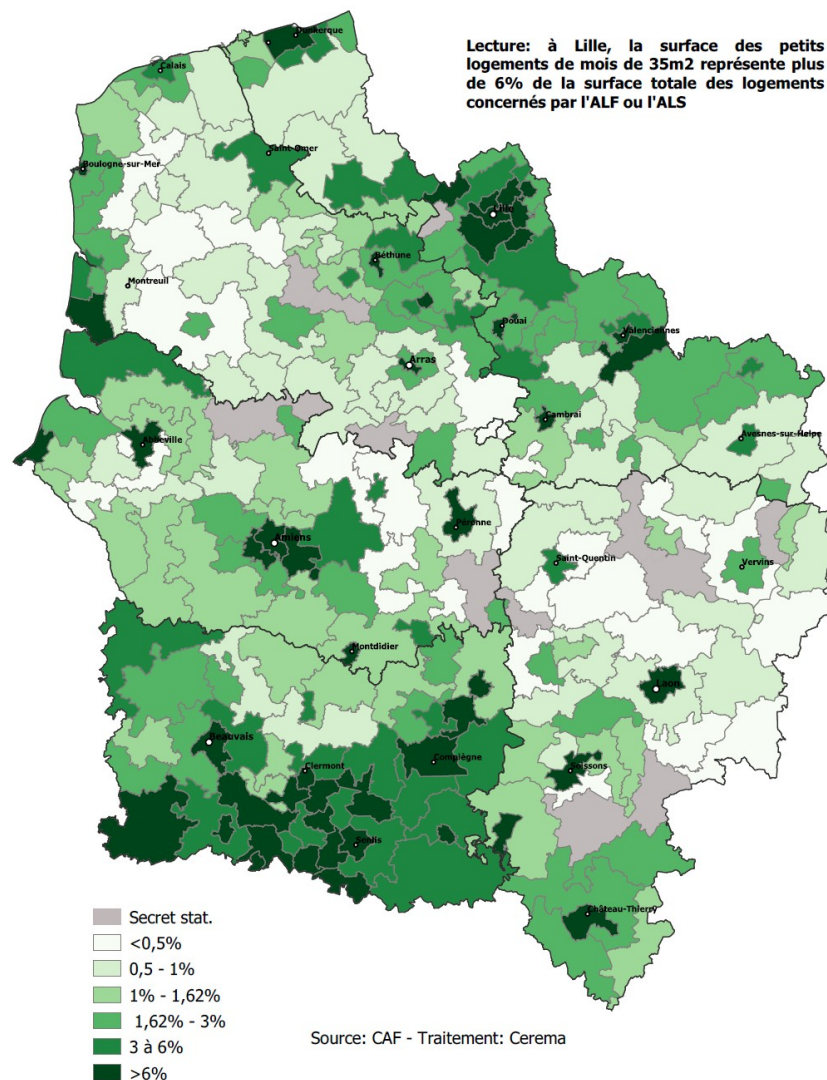 Dunkerque
Lecture: à Lille, la surface des petits
logements de mois de 35m2 représente plus
de 6% de la surface totale des logements
concernés par l'ALF ou l'ALS
Calais
Saint-Omer
Boulogne-sur-Mer
Lille
Béthune
Montreuil
Douai
Valenciennes
Arras
Cambrai
Abbeville
Avesnes-sur-Helpe
Péronne
Amiens
Saint-Quentin
Vervins
Montdidier
Laon
Beauvais
Compiègne
Clermont
Soissons
Senlis
Château-Thierry
Secret stat.
<0,5%
0,5 - 1%
1% - 1,62%
1,62% - 3%
3 à 6%
>6%
Source: CAF - Traitement: Cerema